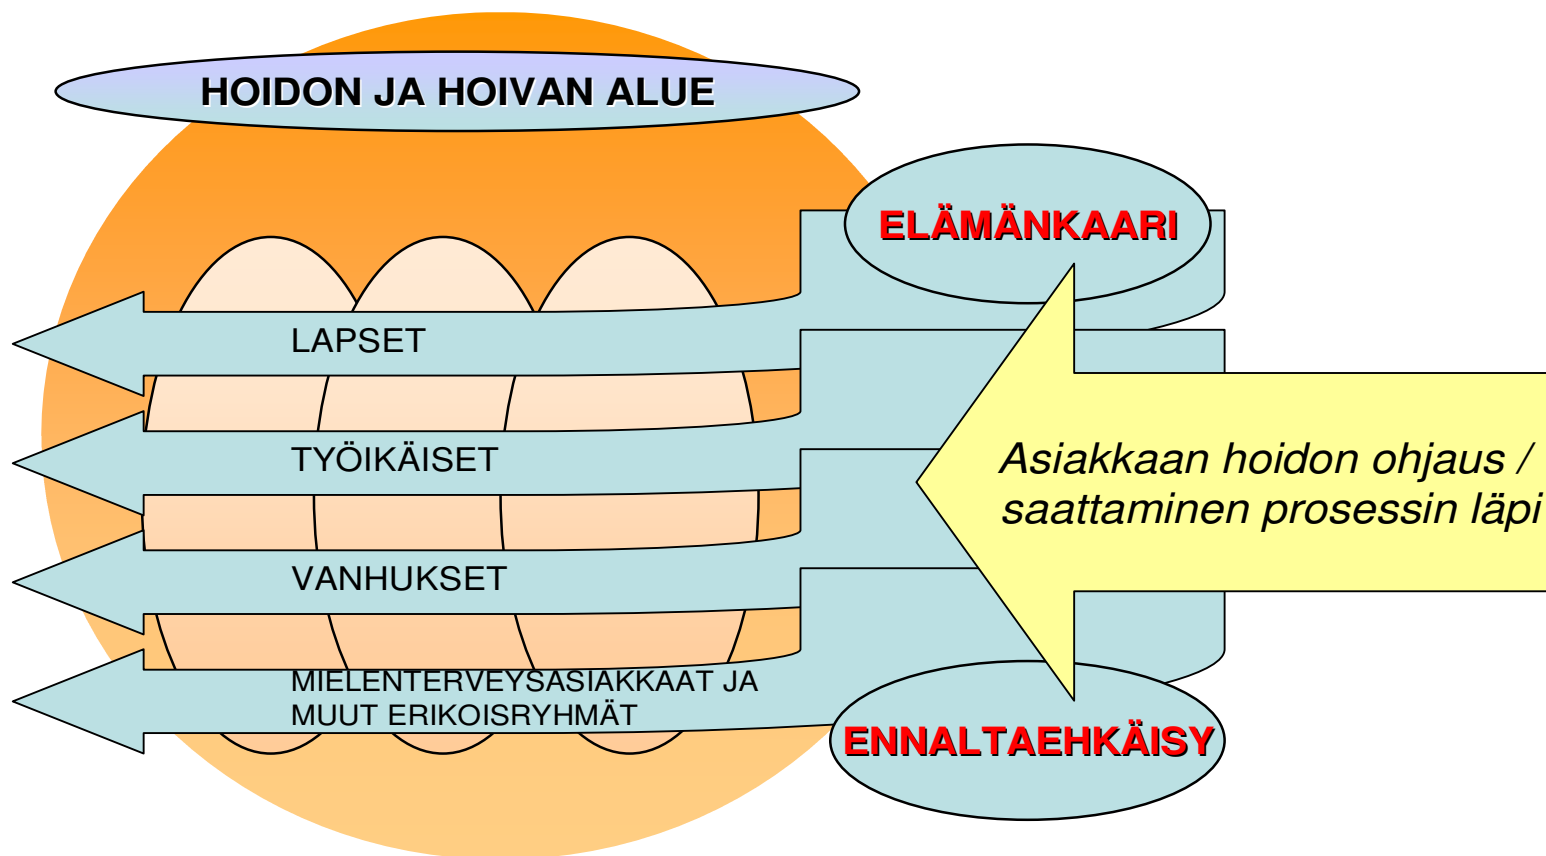 HOIDON JA HOIVAN ALUE
ELÄMÄNKAARI
LAPSET
TYÖIKÄISET
Asiakkaan hoidon ohjaus /
saattaminen prosessin läpi
VANHUKSET
MIELENTERVEYSASIAKKAAT JA
MUUT ERIKOISRYHMÄT
ENNALTAEHKÄISY